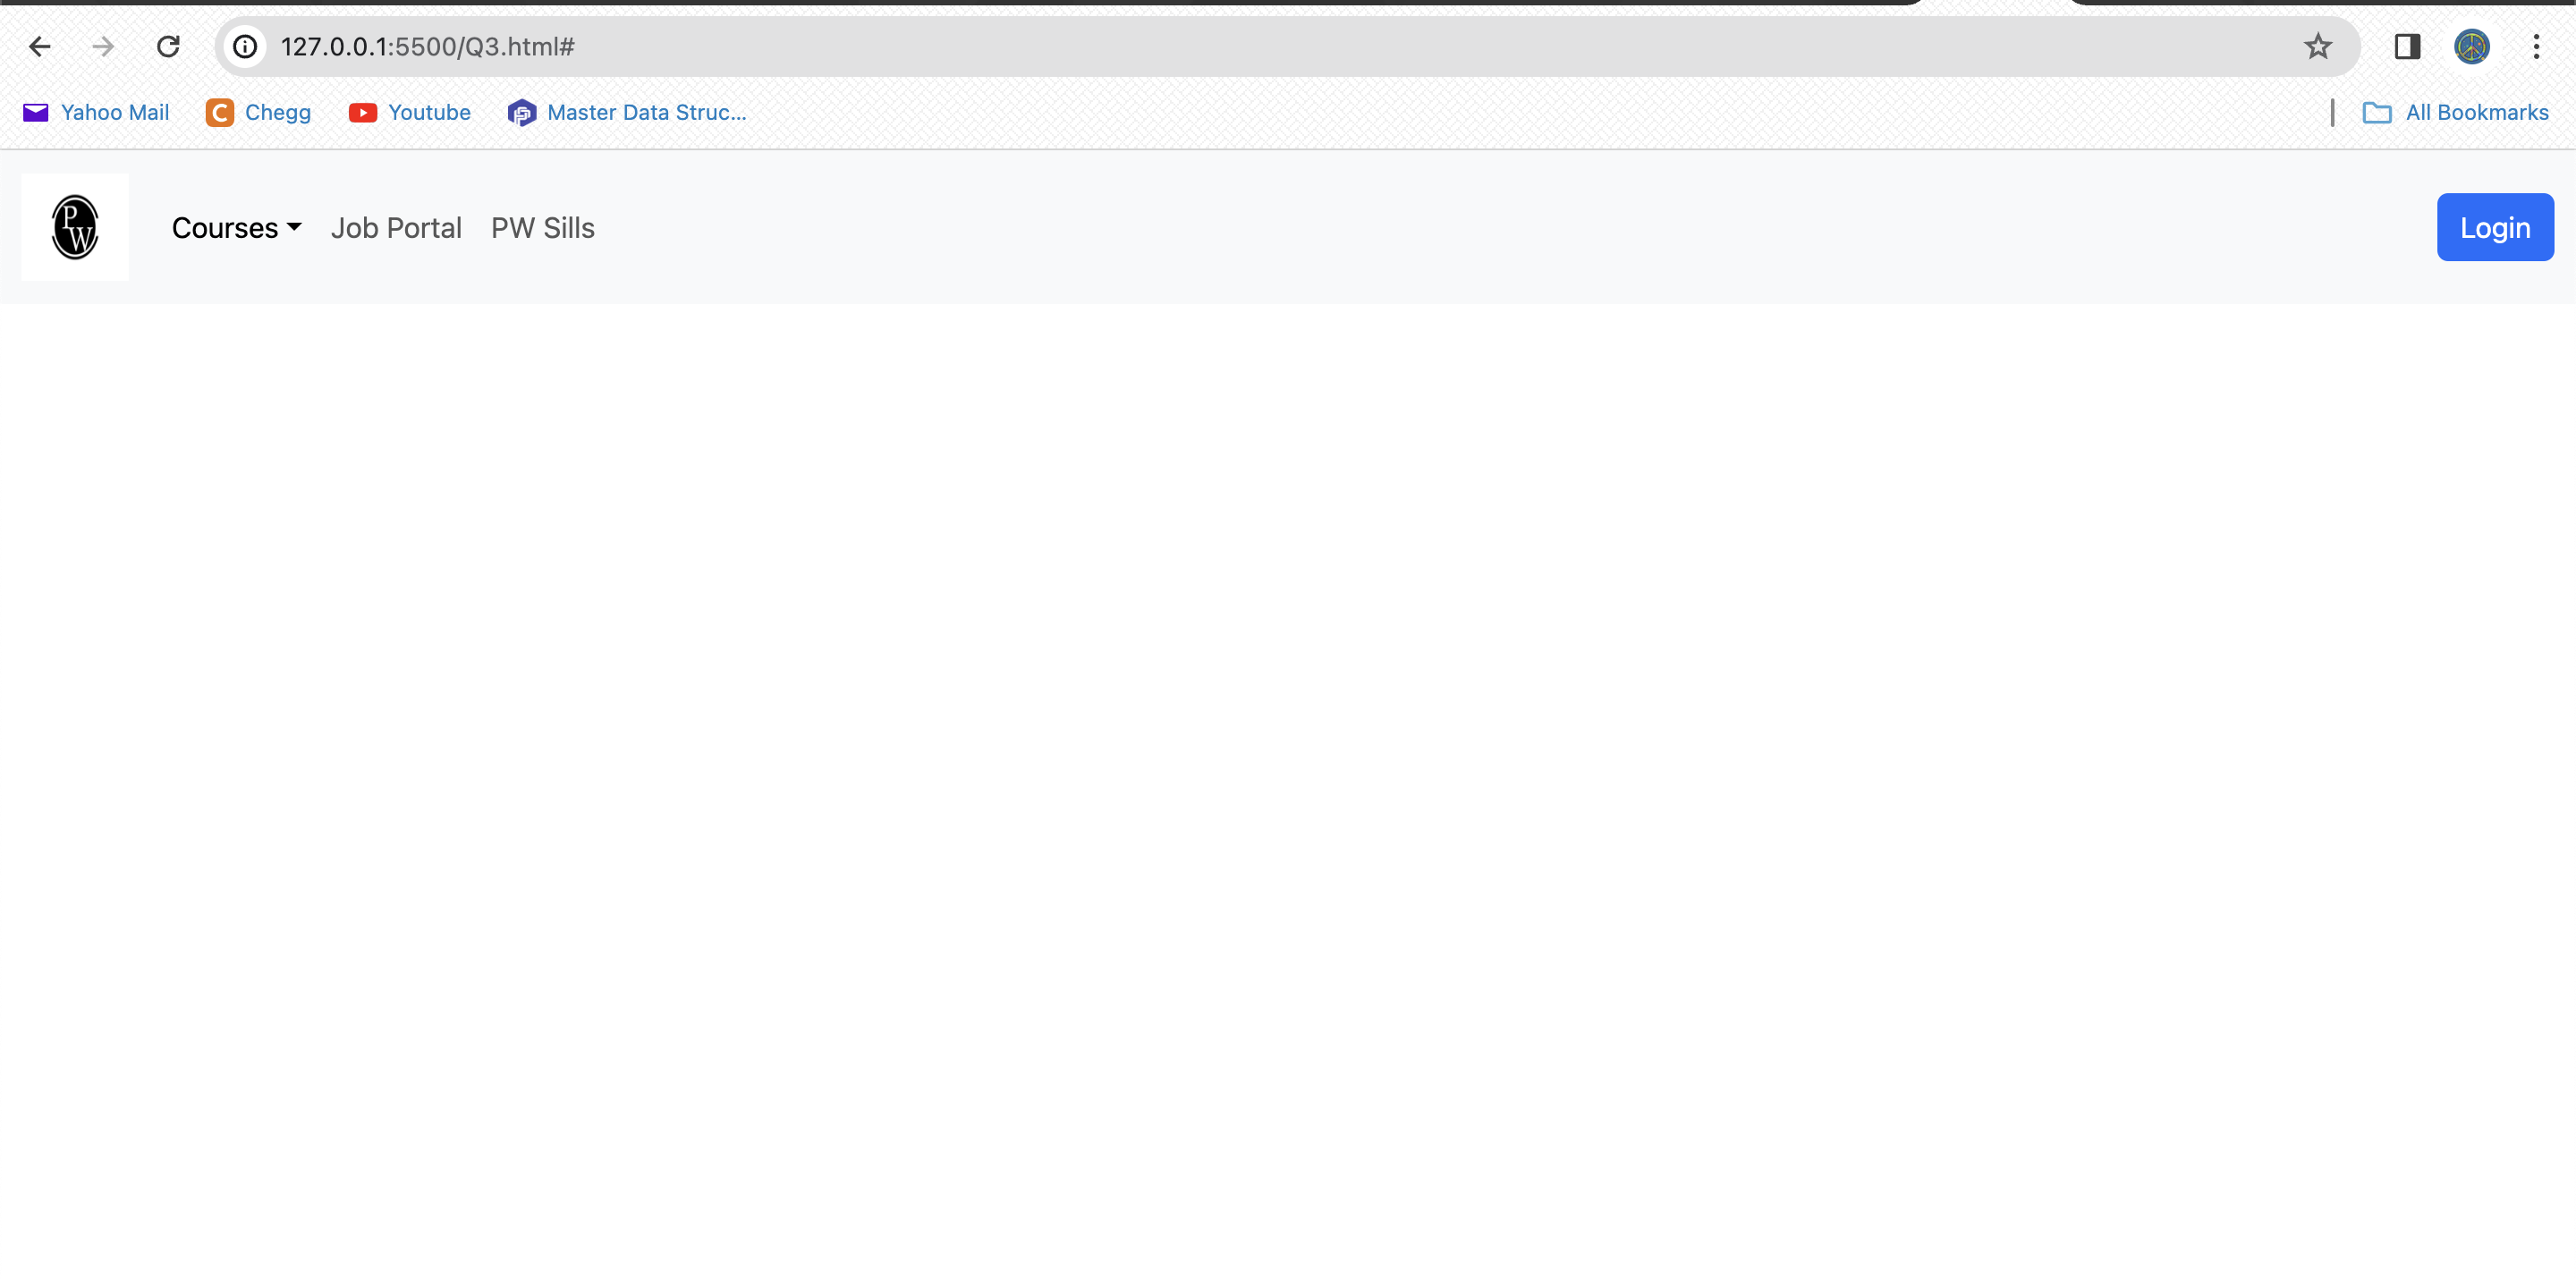 127.0.0.1:5500/Q3.html#
Yahoo Mail Chegg Youtube Master Data Struc... All Bookmarks
PW Courses Job Portal PW Sills Login